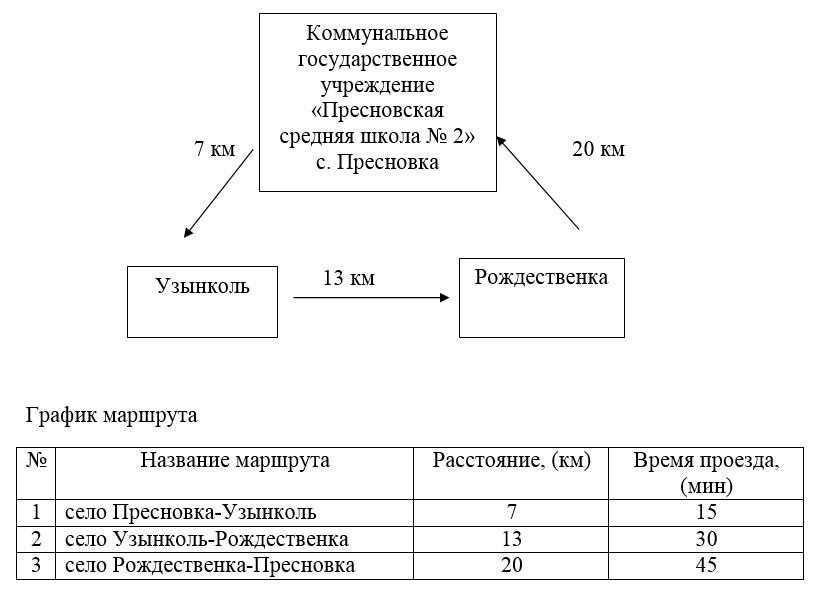 Коммунальное
государственное
учреждение
«Пресновская
средняя школа № 2»
с. Пресновка
7 км
20 км
Узынколь
13 км
Рождественка
График маршрута
№ Название маршрута Расстояние, (км) Время проезда,
(мин)
1 село Пресновка-Узынколь 7 15
2 село Узынколь-Рождественка 13 30
3 село Рождественка-Пресновка 20 45